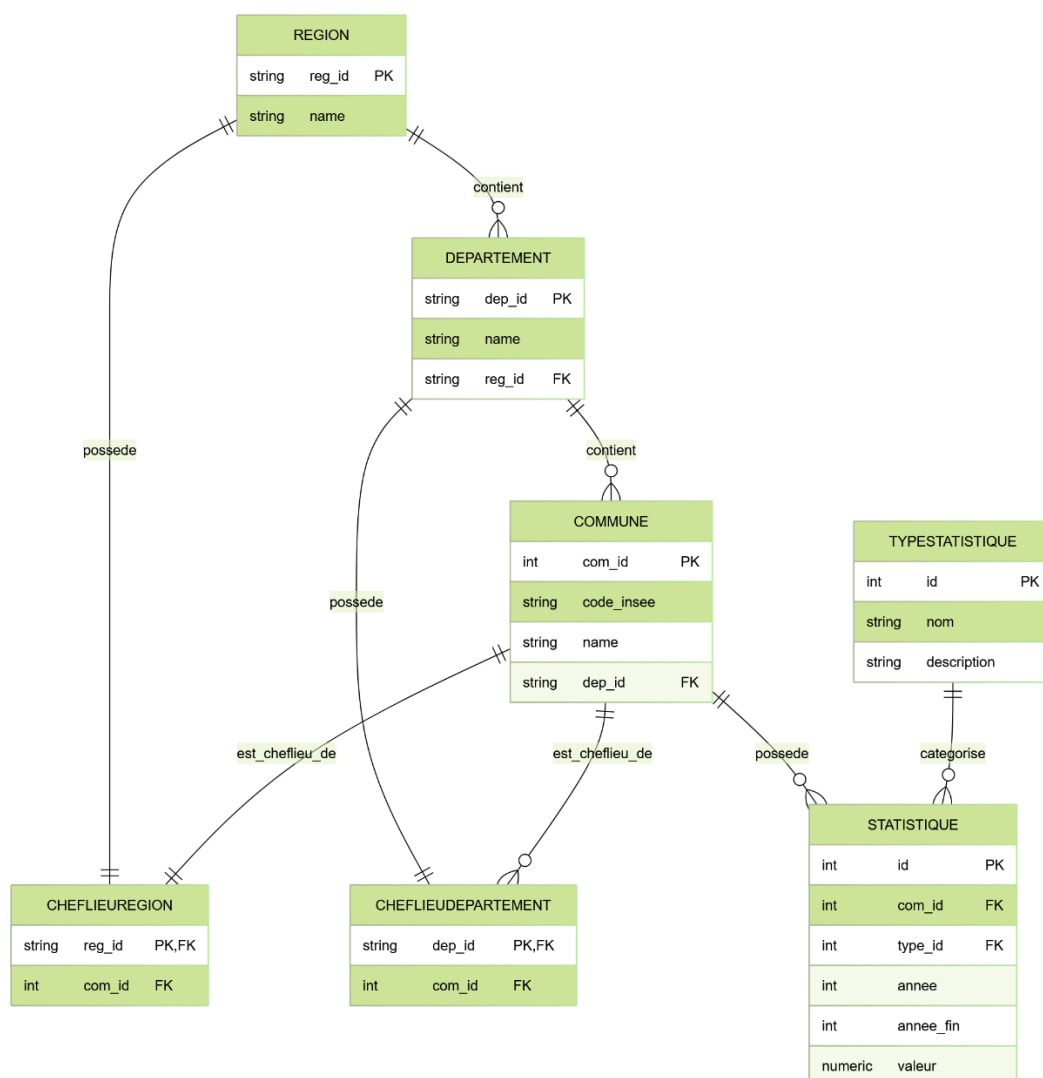 REGION
string reg_id PK
string name
contient
DEPARTEMENT
string dep_id PK
string name
string reg_id FK
possede
contient
COMMUNE
int com_id PK
string code_insee
string name
string dep_id FK
TYPESTATISTIQUE
int id PK
string nom
string description
possede
est_cheflieu_de
est_cheflieu_de
possede
categorise
STATISTIQUE
int id PK
int com_id FK
int type_id FK
int annee
int annee_fin
numeric valeur
CHEFLIEUREGION
string reg_id PK,FK
int com_id FK
CHEFLIEUDEPARTEMENT
string dep_id PK,FK
int com_id FK